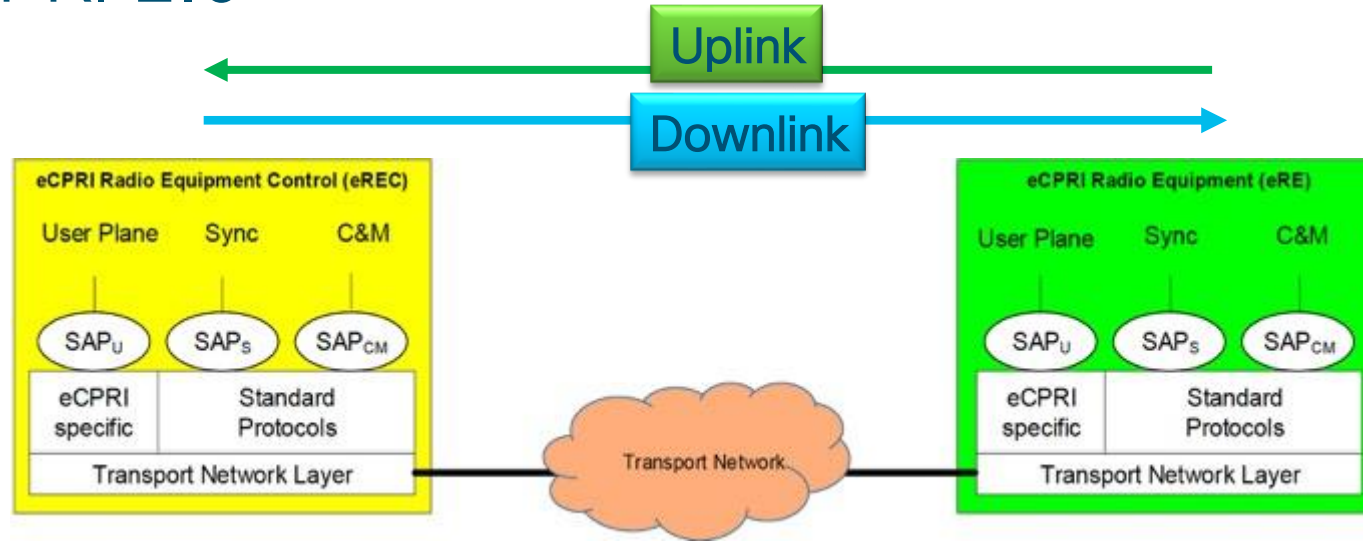 Uplink
Downlink
eCPRI Radio Equipment Control (eREC)
User Plane Sync C&M
SAPU SAPS SAPCM
eCPRI specific
Standard Protocols
Transport Network Layer
Transport Network
eCPRI Radio Equipment (eRE)
User Plane Sync C&M
SAPU SAPS SAPCM
eCPRI specific
Standard Protocols
Transport Network Layer